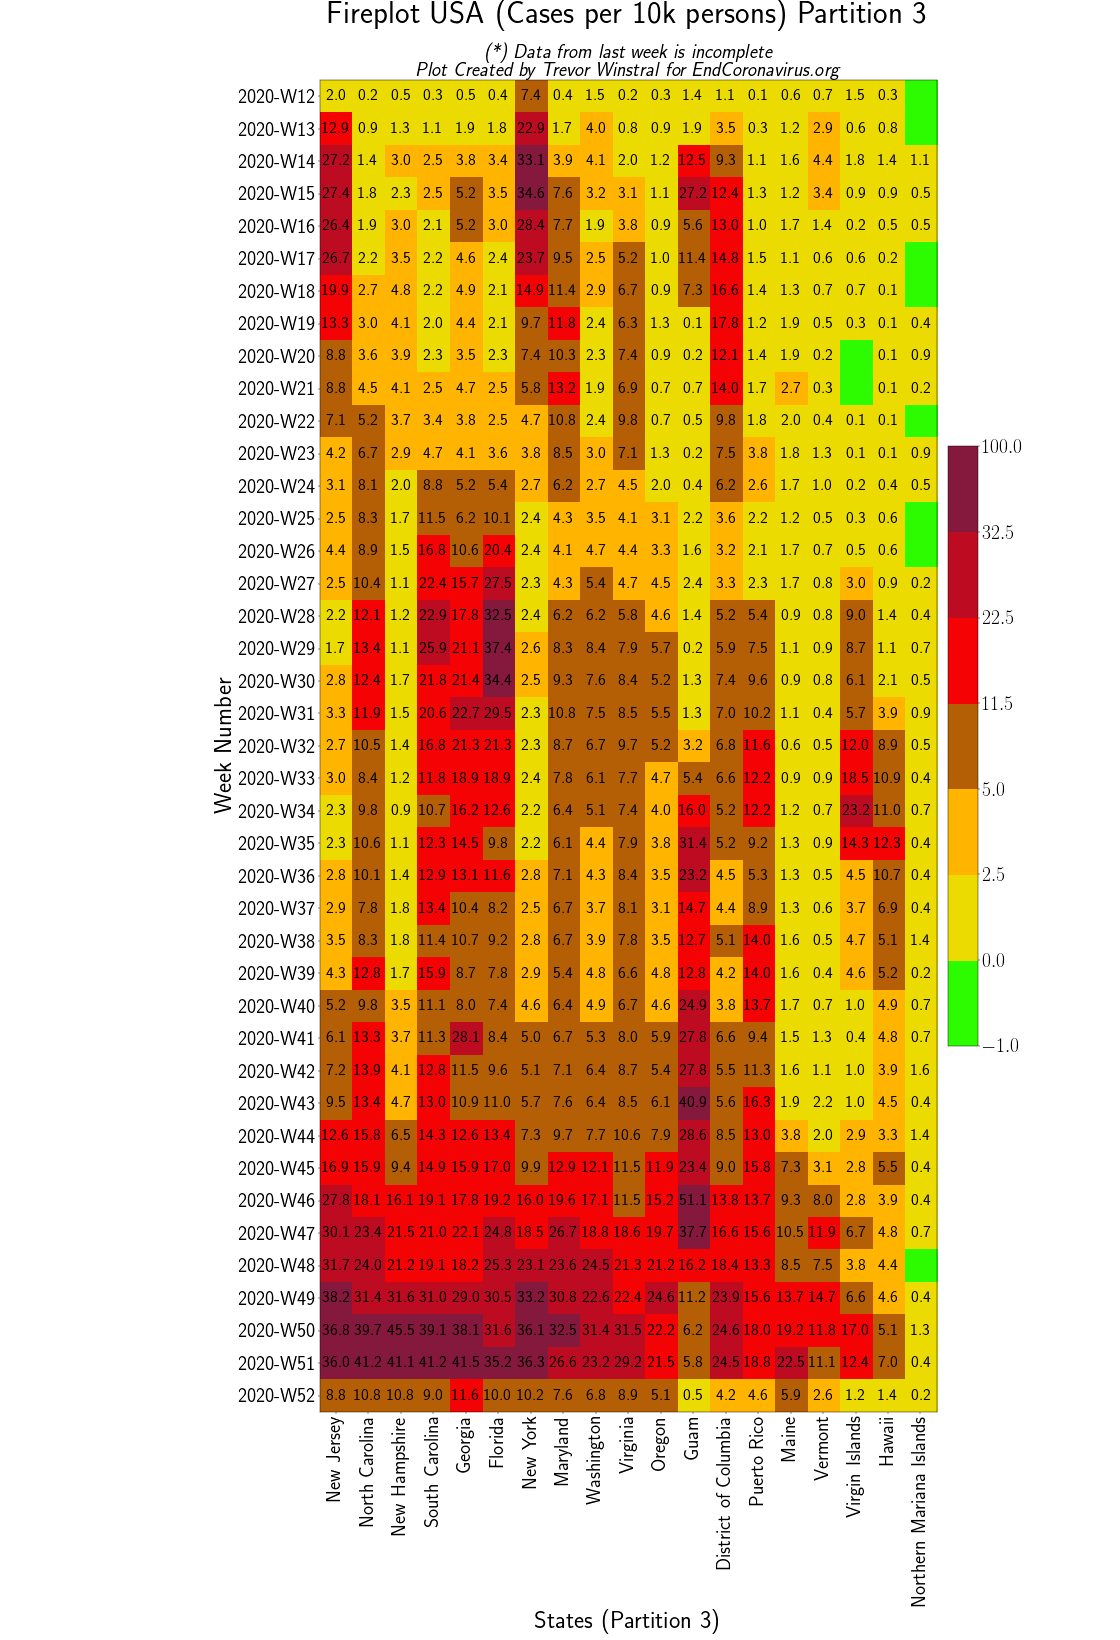 Fireplot USA (Cases per 10k persons) Partition 3
(*) Data from last week is incomplete
Plot Created by Trevor Winstral for EndCoronavirus.org
2020-W12 2.0 0.2 0.5 0.3 0.5 0.4 7.4 0.4 1.5 0.2 0.3 1.4 1.1 0.1 0.6 0.7 1.5 0.3
2020-W13 12.9 0.9 1.3 1.1 1.9 1.8 22.9 1.7 4.0 0.8 0.9 1.9 3.5 0.3 1.2 2.9 0.6 0.8
2020-W14 27.2 1.4 3.0 2.5 3.8 3.4 33.1 3.9 4.1 2.0 1.2 12.5 9.3 1.1 1.6 4.4 1.8 1.4 1.1
2020-W15 27.4 1.8 2.3 2.5 5.2 3.5 34.6 7.6 3.2 3.1 1.1 27.2 12.4 1.3 1.2 3.4 0.9 0.9 0.5
2020-W16 26.4 1.9 3.0 2.1 5.2 3.0 28.4 7.7 1.9 3.8 0.9 5.6 13.0 1.0 1.7 1.4 0.2 0.5 0.5
2020-W17 26.7 2.2 3.5 2.2 4.6 2.4 23.7 9.5 2.5 5.2 1.0 11.4 14.8 1.5 1.1 0.6 0.6 0.2
2020-W18 19.9 2.7 4.8 2.2 4.9 2.1 14.9 11.4 2.9 6.7 0.9 7.3 16.6 1.4 1.3 0.7 0.7 0.1
2020-W19 13.3 3.0 4.1 2.0 4.4 2.1 9.7 11.8 2.4 6.3 1.3 0.1 17.8 1.2 1.9 0.5 0.3 0.1 0.4
2020-W20 8.8 3.6 3.9 2.3 3.5 2.3 7.4 10.3 2.3 7.4 0.9 0.2 12.1 1.4 1.9 0.2 0.1 0.9
2020-W21 8.8 4.5 4.1 2.5 4.7 2.5 5.8 13.2 1.9 6.9 0.7 0.7 14.0 1.7 2.7 0.3 0.1 0.2
2020-W22 7.1 5.2 3.7 3.4 3.8 2.5 4.7 10.8 2.4 9.8 0.7 0.5 9.8 1.8 2.0 0.4 0.1 0.1
2020-W23 4.2 6.7 2.9 4.7 4.1 3.6 3.8 8.5 3.0 7.1 1.3 0.2 7.5 3.8 1.8 1.3 0.1 0.1 0.9
2020-W24 3.1 8.1 2.0 8.8 5.2 5.4 2.7 6.2 2.7 4.5 2.0 0.4 6.2 2.6 1.7 1.0 0.2 0.4 0.5
2020-W25 2.5 8.3 1.7 11.5 6.2 10.1 2.4 4.3 3.5 4.1 3.1 2.2 3.6 2.2 1.2 0.5 0.3 0.6
2020-W26 4.4 8.9 1.5 16.8 10.6 20.4 2.4 4.1 4.7 4.4 3.3 1.6 3.2 2.1 1.7 0.7 0.5 0.6
2020-W27 2.5 10.4 1.1 22.4 15.7 27.5 2.3 4.3 5.4 4.7 4.5 2.4 3.3 2.3 1.7 0.8 3.0 0.9 0.2
2020-W28 2.2 12.1 1.2 22.9 17.8 32.5 2.4 6.2 6.2 5.8 4.6 1.4 5.2 5.4 0.9 0.8 9.0 1.4 0.4
2020-W29 1.7 13.4 1.1 25.9 21.1 37.4 2.6 8.3 8.4 7.9 5.7 0.2 5.9 7.5 1.1 0.9 8.7 1.1 0.7
2020-W30 2.8 12.4 1.7 21.8 21.4 34.4 2.5 9.3 7.6 8.4 5.2 1.3 7.4 9.6 0.9 0.8 6.1 2.1 0.5
2020-W31 3.3 11.9 1.5 20.6 22.7 29.5 2.3 10.8 7.5 8.5 5.5 1.3 7.0 10.2 1.1 0.4 5.7 3.9 0.9
2020-W32 2.7 10.5 1.4 16.8 21.3 21.3 2.3 8.7 6.7 9.7 5.2 3.2 6.8 11.6 0.6 0.5 12.0 8.9 0.5
2020-W33 3.0 8.4 1.2 11.8 18.9 18.9 2.4 7.8 6.1 7.7 4.7 5.4 6.6 12.2 0.9 0.9 18.5 10.9 0.4
2020-W34 2.3 9.8 0.9 10.7 16.2 12.6 2.2 6.4 5.1 7.4 4.0 16.0 5.2 12.2 1.2 0.7 23.2 11.0 0.7
2020-W35 2.3 10.6 1.1 12.3 14.5 9.8 2.2 6.1 4.4 7.9 3.8 31.4 5.2 9.2 1.3 0.9 14.3 12.3 0.4
2020-W36 2.8 10.1 1.4 12.9 13.1 11.6 2.8 7.1 4.3 8.4 3.5 23.2 4.5 5.3 1.3 0.5 4.5 10.7 0.4
2020-W37 2.9 7.8 1.8 13.4 10.4 8.2 2.5 6.7 3.7 8.1 3.1 14.7 4.4 8.9 1.3 0.6 3.7 6.9 0.4
2020-W38 3.5 8.3 1.8 11.4 10.7 9.2 2.8 6.7 3.9 7.8 3.5 12.7 5.1 14.0 1.6 0.5 4.7 5.1 1.4
2020-W39 4.3 12.8 1.7 15.9 8.7 7.8 2.9 5.4 4.8 6.6 4.8 12.8 4.2 14.0 1.6 0.4 4.6 5.2 0.2
2020-W40 5.2 9.8 3.5 11.1 8.0 7.4 4.6 6.4 4.9 6.7 4.6 24.9 3.8 13.7 1.7 0.7 1.0 4.9 0.7
2020-W41 6.1 13.3 3.7 11.3 28.1 8.4 5.0 6.7 5.3 8.0 5.9 27.8 6.6 9.4 1.5 1.3 0.4 4.8 0.7
2020-W42 7.2 13.9 4.1 12.8 11.5 9.6 5.1 7.1 6.4 8.7 5.4 27.8 5.5 11.3 1.6 1.1 1.0 3.9 1.6
2020-W43 9.5 13.4 4.7 13.0 10.9 11.0 5.7 7.6 6.4 8.5 6.1 40.9 5.6 16.3 1.9 2.2 1.0 4.5 0.4
2020-W44 12.6 15.8 6.5 14.3 12.6 13.4 7.3 9.7 7.7 10.6 7.9 28.6 8.5 13.0 3.8 2.0 2.9 3.3 1.4
2020-W45 16.9 15.9 9.4 14.9 15.9 17.0 9.9 12.9 12.1 11.5 11.9 23.4 9.0 15.8 7.3 3.1 2.8 5.5 0.4
2020-W46 27.8 18.1 16.1 19.1 17.8 19.2 16.0 19.6 17.1 11.5 15.2 51.1 13.8 13.7 9.3 8.0 2.8 3.9 0.4
2020-W47 30.1 23.4 21.5 21.0 22.1 24.8 18.5 26.7 18.8 18.6 19.7 37.7 16.6 15.6 10.5 11.9 6.7 4.8 0.7
2020-W48 31.7 24.0 21.2 19.1 18.2 25.3 23.1 23.6 24.5 21.3 21.2 16.2 18.4 13.3 8.5 7.5 3.8 4.4
2020-W49 38.2 31.4 31.6 31.0 29.0 30.5 33.2 30.8 22.6 22.4 24.6 11.2 23.9 15.6 13.7 14.7 6.6 4.6 0.4
2020-W50 36.8 39.7 45.5 39.1 38.1 31.6 36.1 32.5 31.4 31.5 22.2 6.2 24.6 18.0 19.2 11.8 17.0 5.1 1.3
2020-W51 36.0 41.2 41.1 41.2 41.5 35.2 36.3 26.6 23.2 29.2 21.5 5.8 24.5 18.8 22.5 11.1 12.4 7.0 0.4
2020-W52 8.8 10.8 10.8 9.0 11.6 10.0 10.2 7.6 6.8 8.9 5.1 0.5 4.2 4.6 5.9 2.6 1.2 1.4 0.2
Week Number
New Jersey
North Carolina
New Hampshire
South Carolina
Georgia
Florida
New York
Maryland
Washington
Virginia
Oregon
Guam
District of Columbia
Puerto Rico
Maine
Vermont
Virgin Islands
Hawaii
Northern Mariana Islands
States (Partition 3)
100.0
32.5
22.5
11.5
5.0
2.5
0.0
−1.0